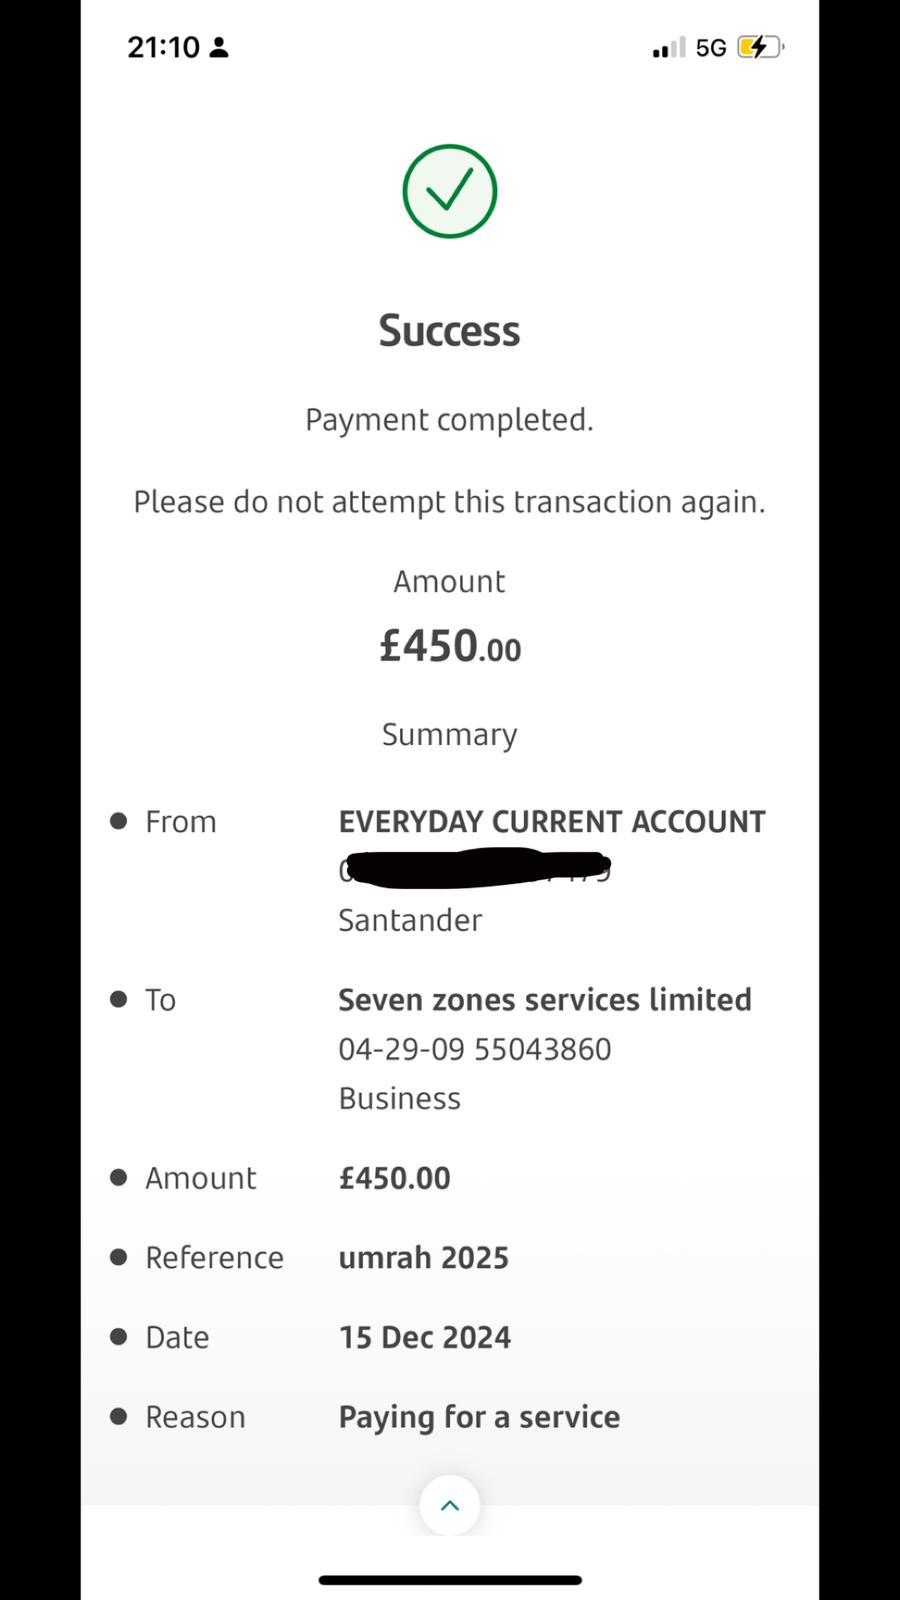 21:10
5G
Success
Payment completed.
Please do not attempt this transaction again.
Amount
£450.00
Summary
From EVERYDAY CURRENT ACCOUNT
Santander
To Seven zones services limited
04-29-09 55043860
Business
Amount £450.00
Reference umrah 2025
Date 15 Dec 2024
Reason Paying for a service